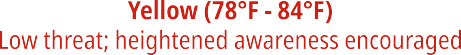 Yellow (78°F - 84°F)
Low threat; heightened awareness encouraged